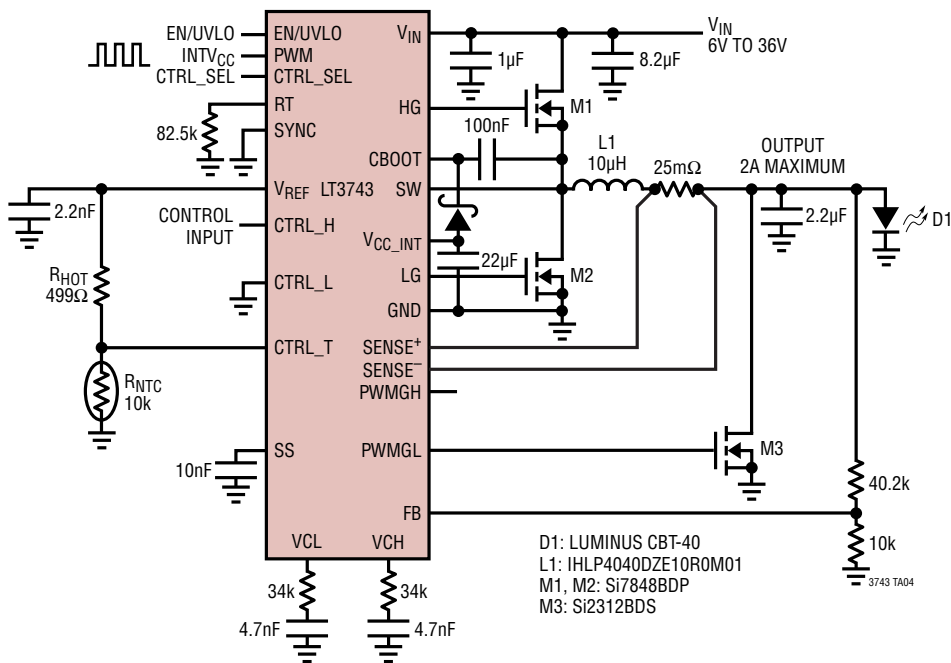 EN/UVLO
INTVCC
CTRL_SEL
EN/UVLO
PWM
CTRL_SEL
RT
82.5k
SYNC
VREF LT3743
2.2nF
CONTROL
INPUT
CTRL_H
RHOT
499Ω
CTRL_L
CTRL_T
RNTC
10k
SS
10nF
VCL
VCH
34k
34k
4.7nF
4.7nF
VIN
HG
CBOOT
SW
VCC_INT
LG
GND
SENSE+
SENSE–
PWMGH
PWMGL
FB
VIN
6V TO 36V
1µF
8.2µF
M1
100nF
L1
10µH
25mΩ
OUTPUT
2A MAXIMUM
2.2µF
D1
22µF
M2
M3
40.2k
10k
D1: LUMINUS CBT-40
L1: IHLP4040DZE10R0M01
M1, M2: Si7848BDP
M3: Si2312BDS
3743 TA04